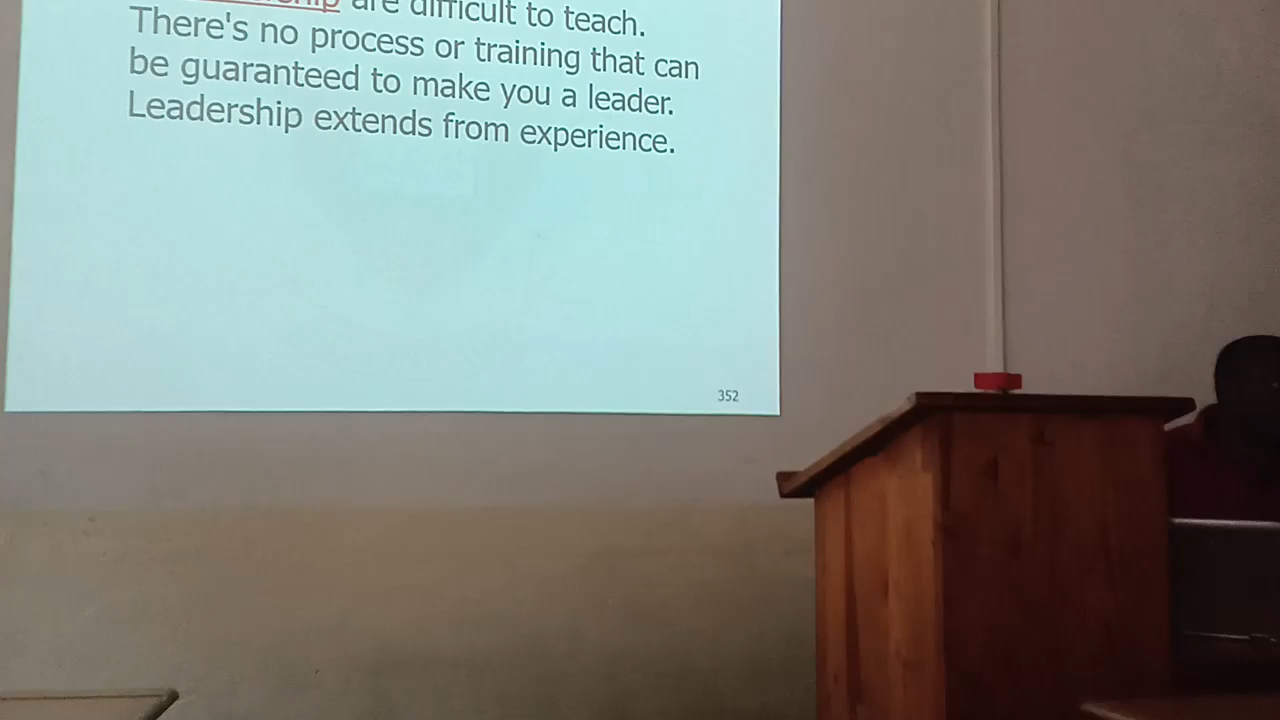 are difficult to teach.
There's no process or training that can
be guaranteed to make you a leader.
Leadership extends from experience.
352